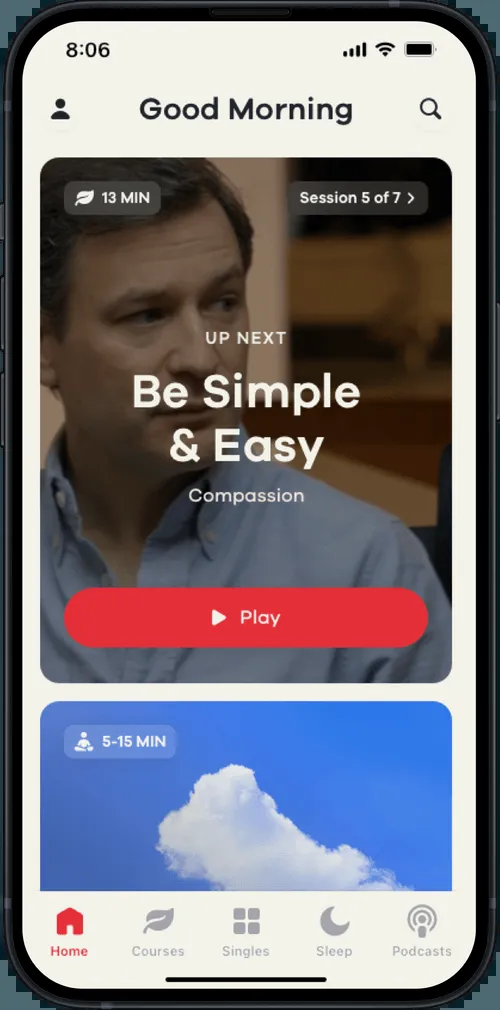 8:06
Good Morning
13 MIN
Session 5 of 7
UP NEXT
Be Simple
& Easy
Compassion
Play
5-15 MIN
Home
Courses
Singles
Sleep
Podcasts